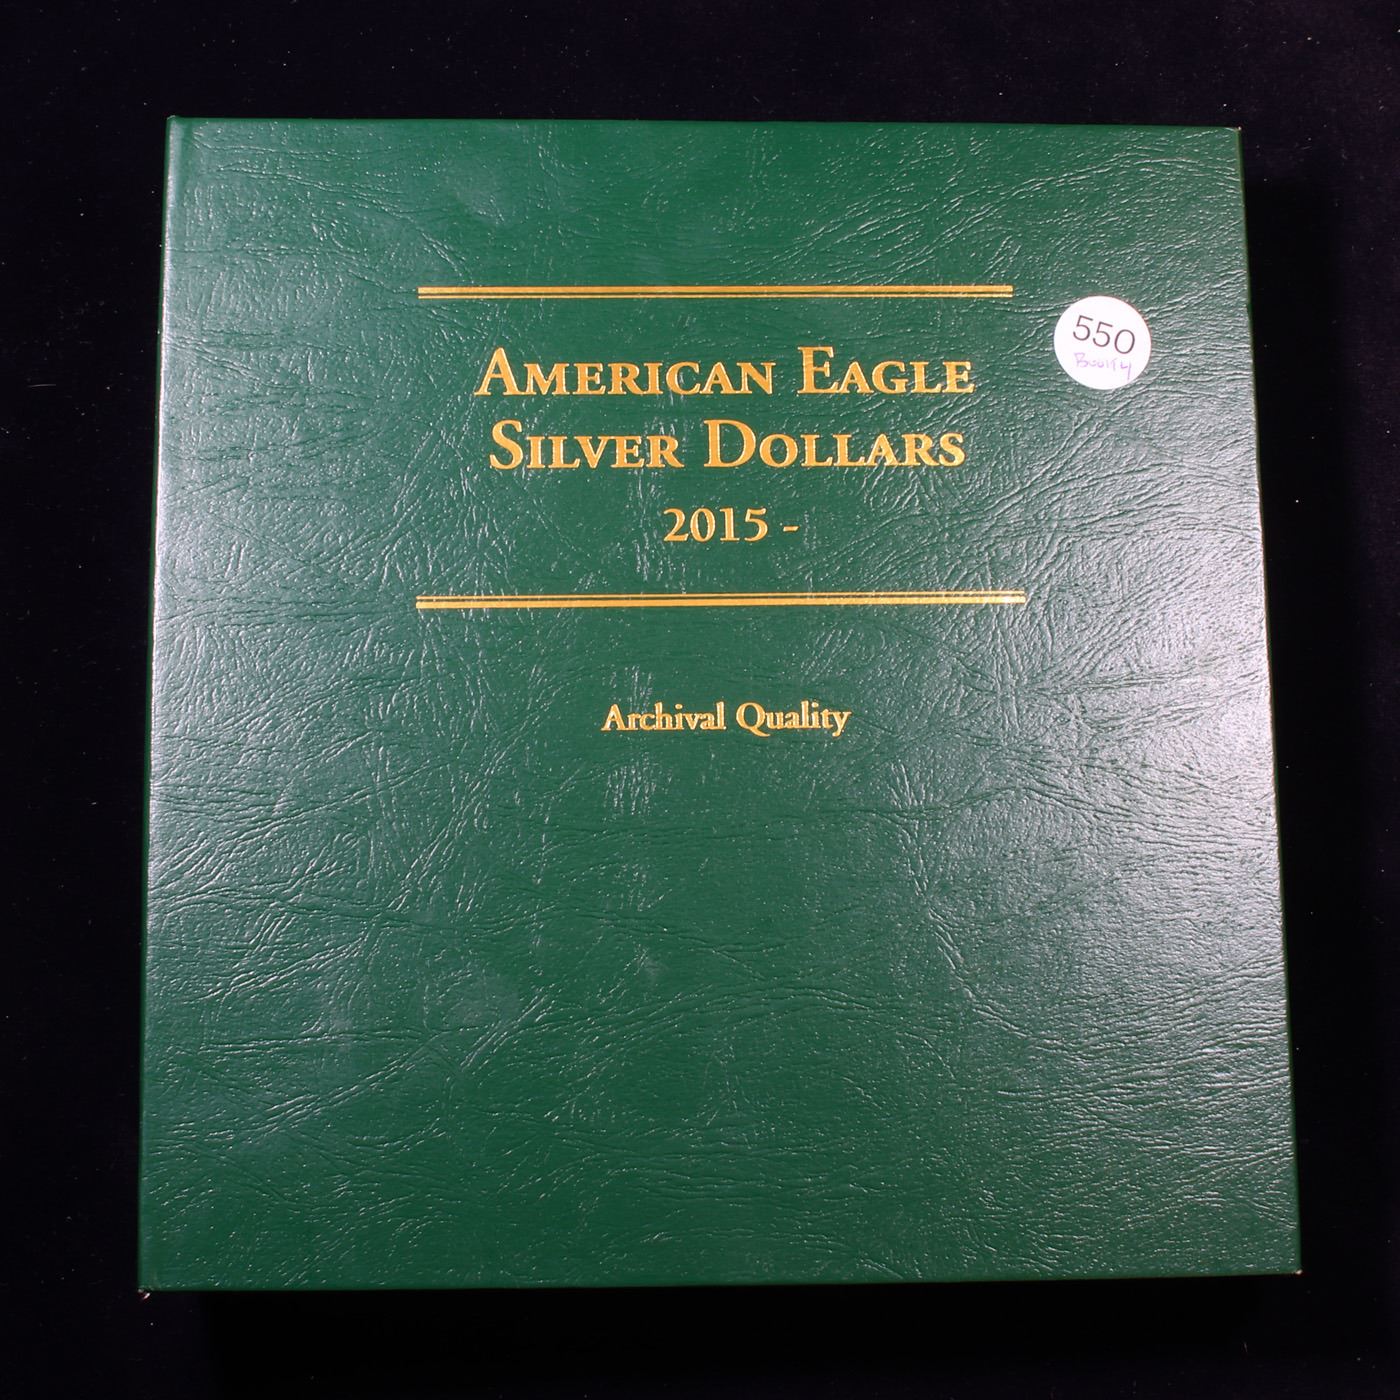 AMERICAN EAGLE
SILVER DOLLARS
2015 -
Archival Quality
550